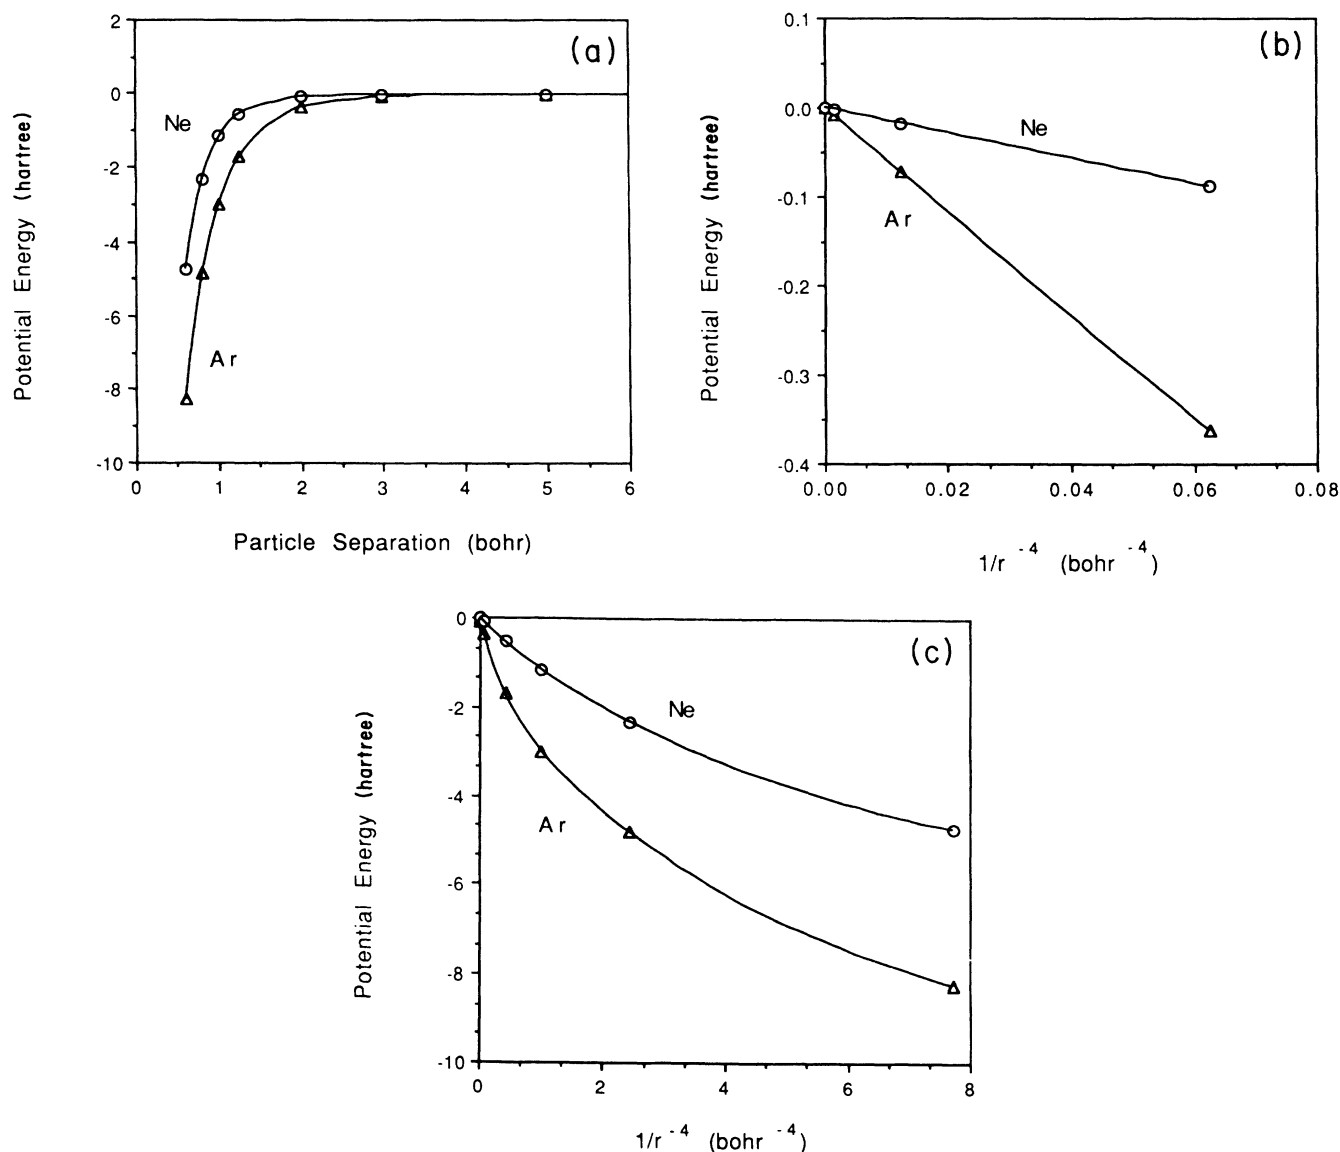 (a)
2
0
-2
-4
-6
-8
-10
0
1
2
3
4
5
6
Ne
Ar
Potential Energy (hartree)
Particle Separation (bohr)
(b)
0.1
0.0
-0.1
-0.2
-0.3
-0.4
0.00
0.02
0.04
0.06
0.08
Ne
Ar
Potential Energy (hartree)
1/r -4 (bohr -4)
(c)
0
-2
-4
-6
-8
-10
0
2
4
6
8
Ne
Ar
Potential Energy (hartree)
1/r -4 (bohr -4)